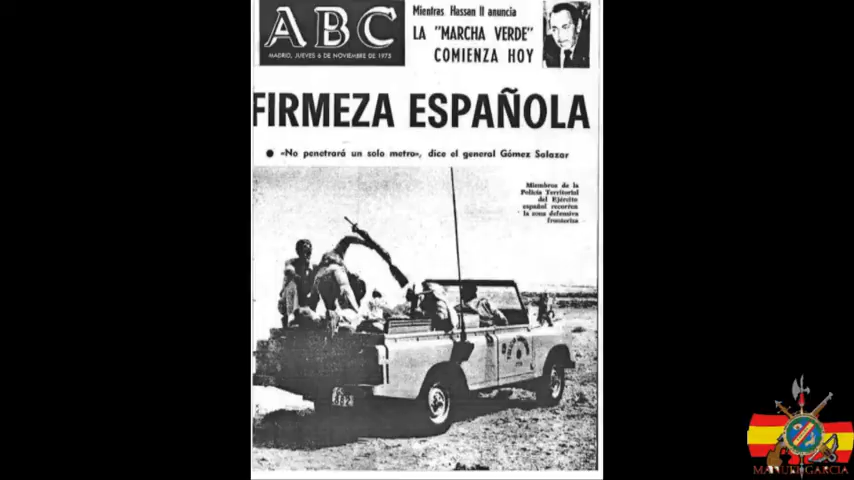 ABC
MADRID, JUEVES 6 DE NOVIEMBRE DE 1975
Mientras Hassan II anuncia
LA "MARCHA VERDE"
COMIENZA HOY
FIRMEZA ESPAÑOLA
● «No penetrará un solo metro», dice el general Gómez Salazar
Miembros de la
Policía Territorial
del Ejército
español recorren
la zona defensiva
fronteriza
MANUEL GARCIA